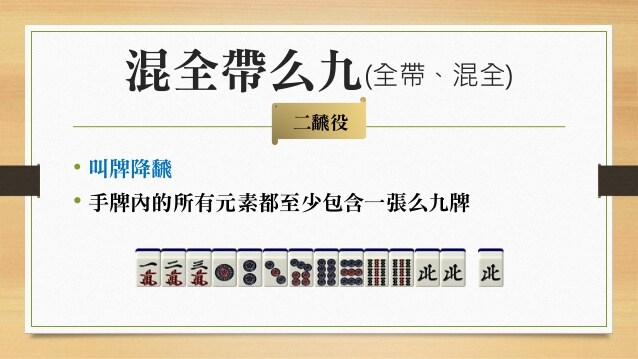 混全帶么九(全帶、混全)
二飜役
• 叫牌降飜
• 手牌內的所有元素都至少包含一張么九牌
一萬 二萬 三萬 北 北 北